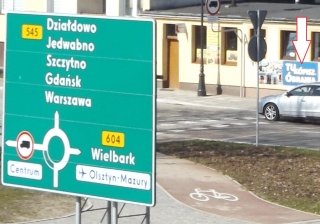 545
Działdowo
Jedwabno
Szczytno
Gdańsk
Warszawa
604
Wielbark
Centrum
Olsztyn-Mazury